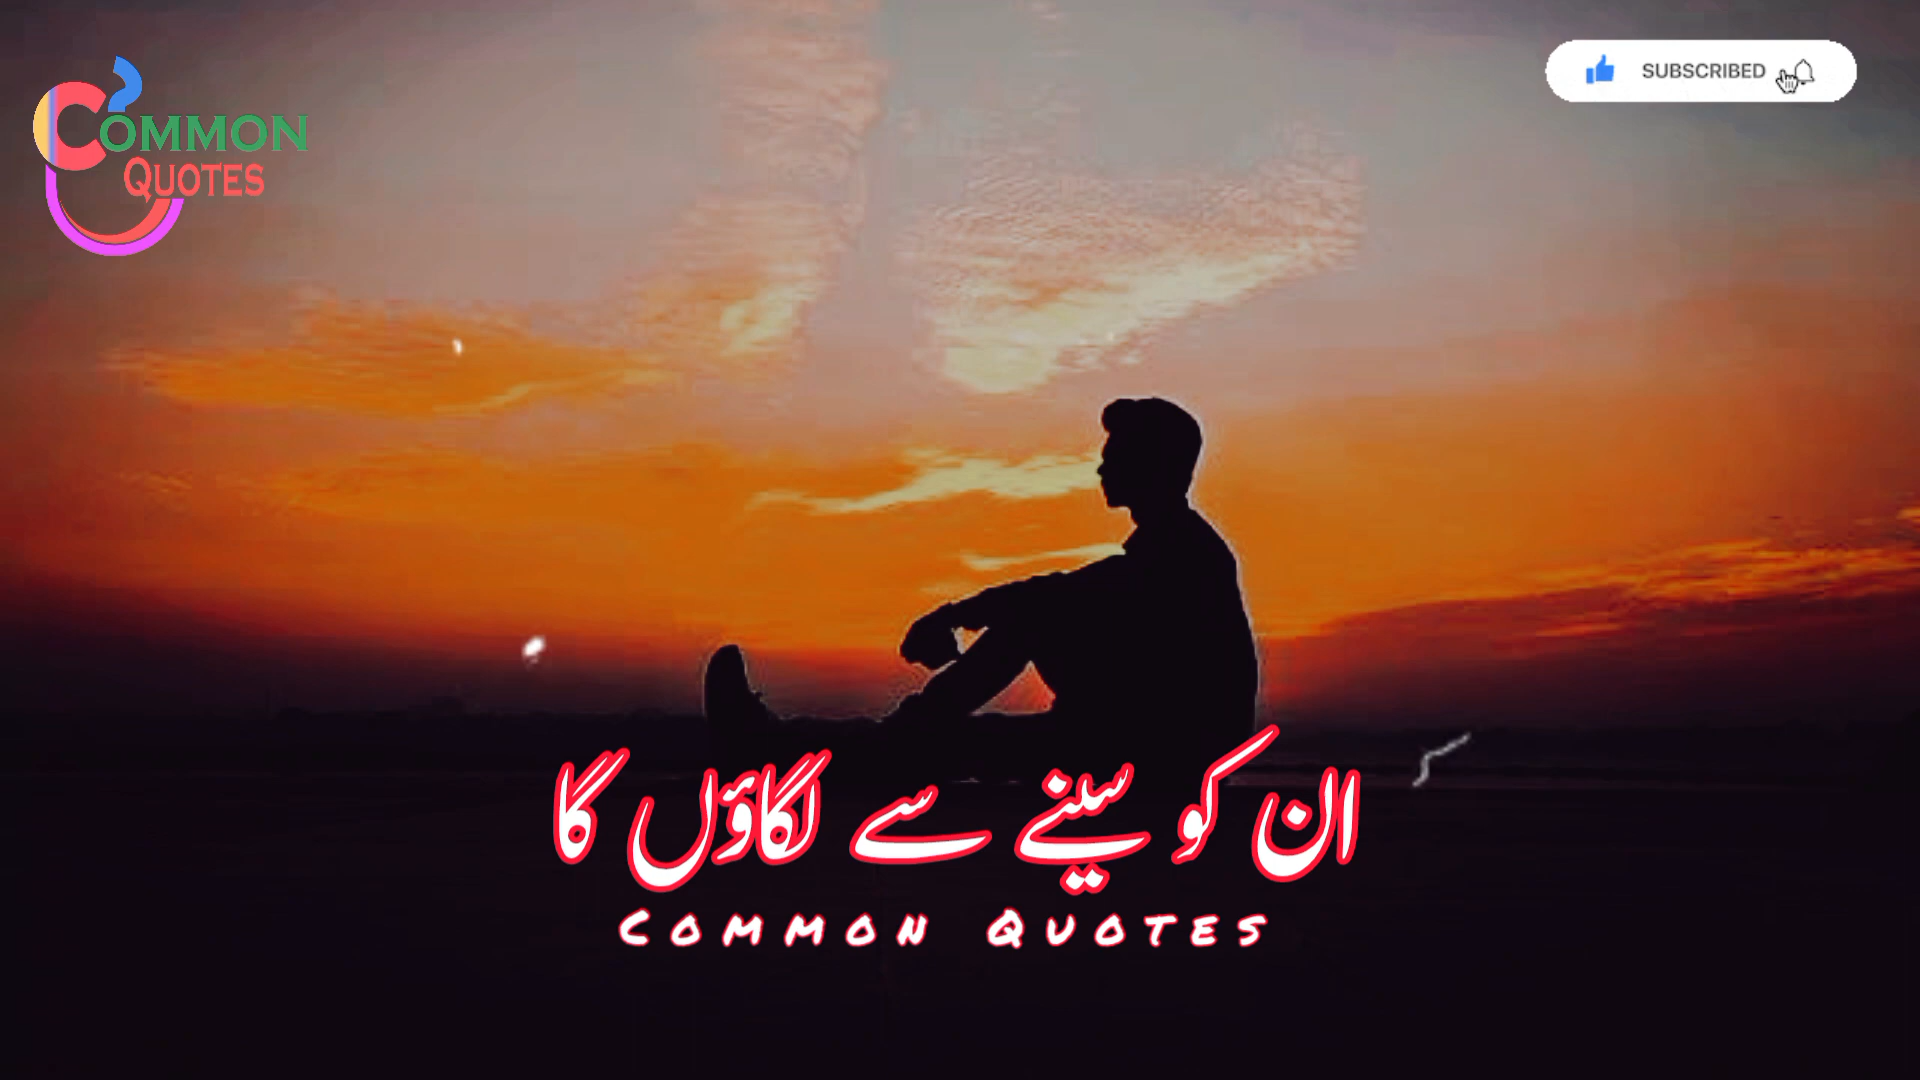 COMMON
QUOTES
SUBSCRIBED
ان کو سینے سے لگاؤں گا
COMMON QUOTES